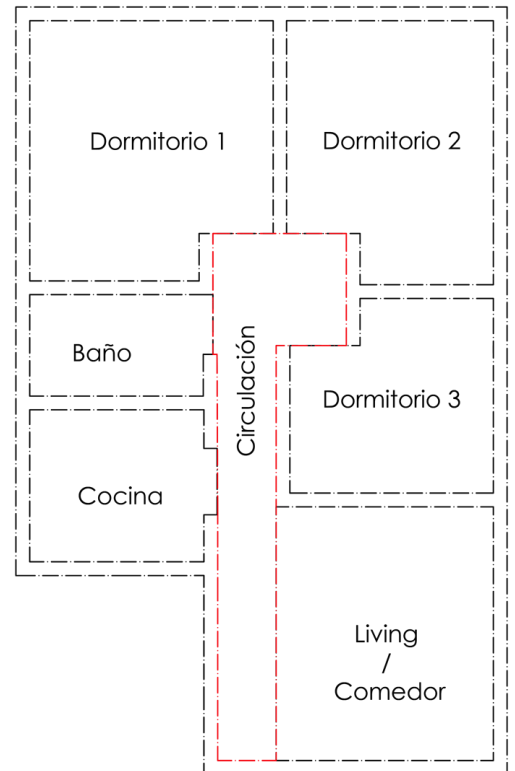 Dormitorio 1
Dormitorio 2
Circulación
Baño
Dormitorio 3
Cocina
Living
/
Comedor